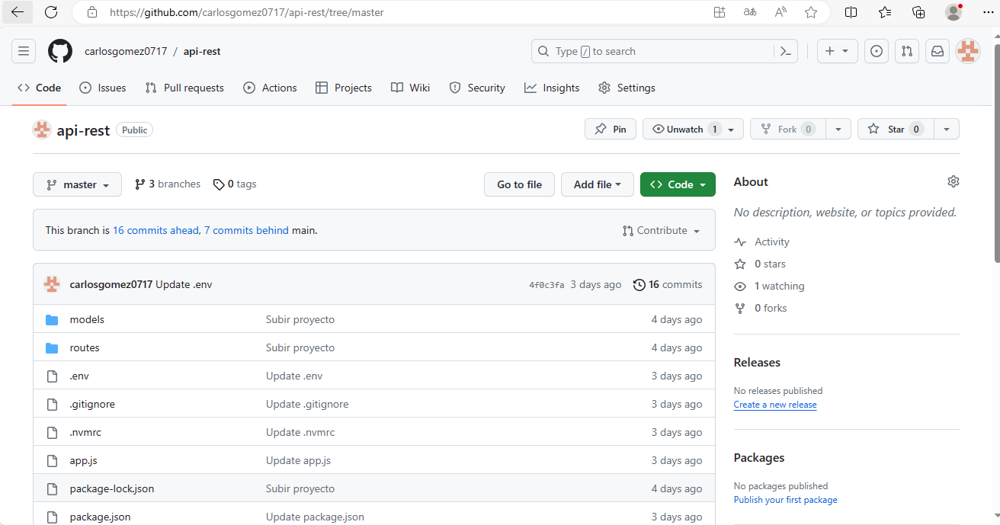 https://github.com/carlosgomez0717/api-rest/tree/master
carlosgomez0717 / api-rest
Type / to search
Code Issues Pull requests Actions Projects Wiki Security Insights Settings
api-rest Public
Pin Unwatch 1 Fork 0 Star 0
master 3 branches 0 tags Go to file Add file Code
This branch is 16 commits ahead, 7 commits behind main. Contribute
carlosgomez0717 Update .env 4f0c3fa 3 days ago 16 commits
models Subir proyecto 4 days ago
routes Subir proyecto 4 days ago
.env Update .env 3 days ago
.gitignore Update .gitignore 3 days ago
.nvmrc Update .nvmrc 3 days ago
app.js Update app.js 3 days ago
package-lock.json Subir proyecto 4 days ago
package.json Update package.json 3 days ago
About
No description, website, or topics provided.
Activity
0 stars
1 watching
0 forks
Releases
No releases published
Create a new release
Packages
No packages published
Publish your first package